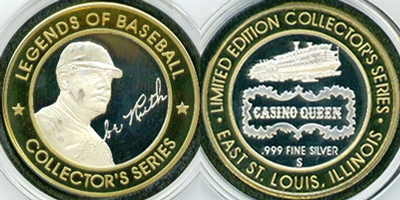 LEGENDS OF BASEBALL
Ruth
COLLECTOR'S SERIES
LIMITED EDITION COLLECTOR'S SERIES
CASINO QUEEN
.999 FINE SILVER
S
EAST ST. LOUIS, ILLINOIS